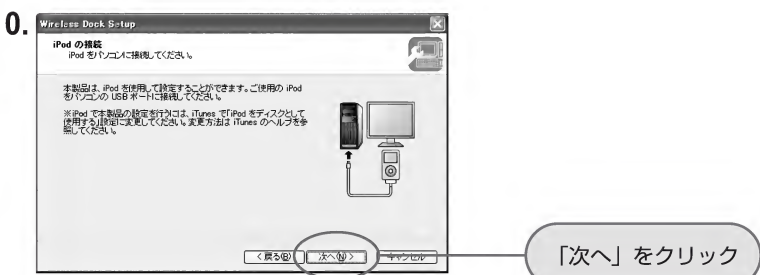 0.
Wireless Dock Setup
iPod の接続
iPod をパソコンに接続してください。
本製品は、iPod を使用して設定することができます。ご使用の iPod
をパソコンの USB ポートに接続してください。
※iPod で本製品の設定を行うには、iTunes で「iPod をディスクとして
使用する」設定に変更してください。変更方法は iTunes のヘルプを参
照してください。
< 戻る(B) 次へ(N) > キャンセル
「次へ」をクリック